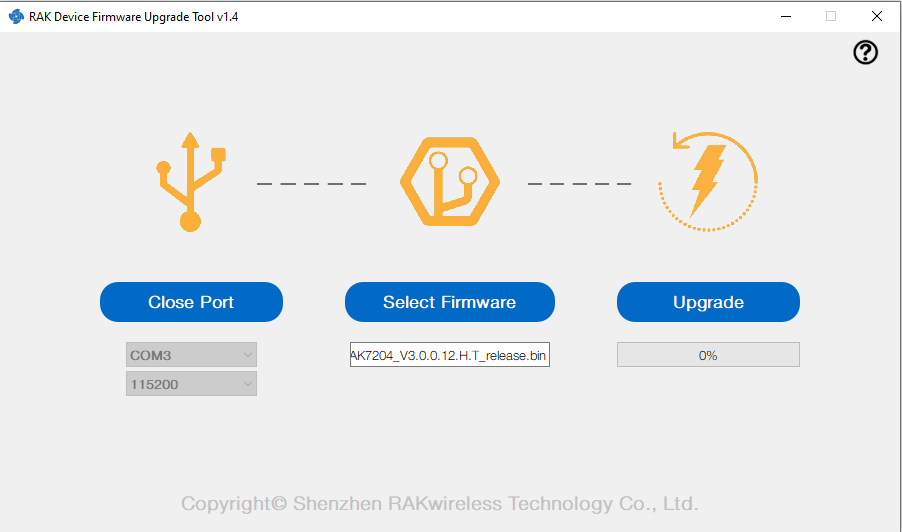 RAK Device Firmware Upgrade Tool v1.4
?
Close Port
Select Firmware
Upgrade
COM3
AK7204_V3.0.0.12.H.T_release.bin
0%
115200
Copyright© Shenzhen RAKwireless Technology Co., Ltd.